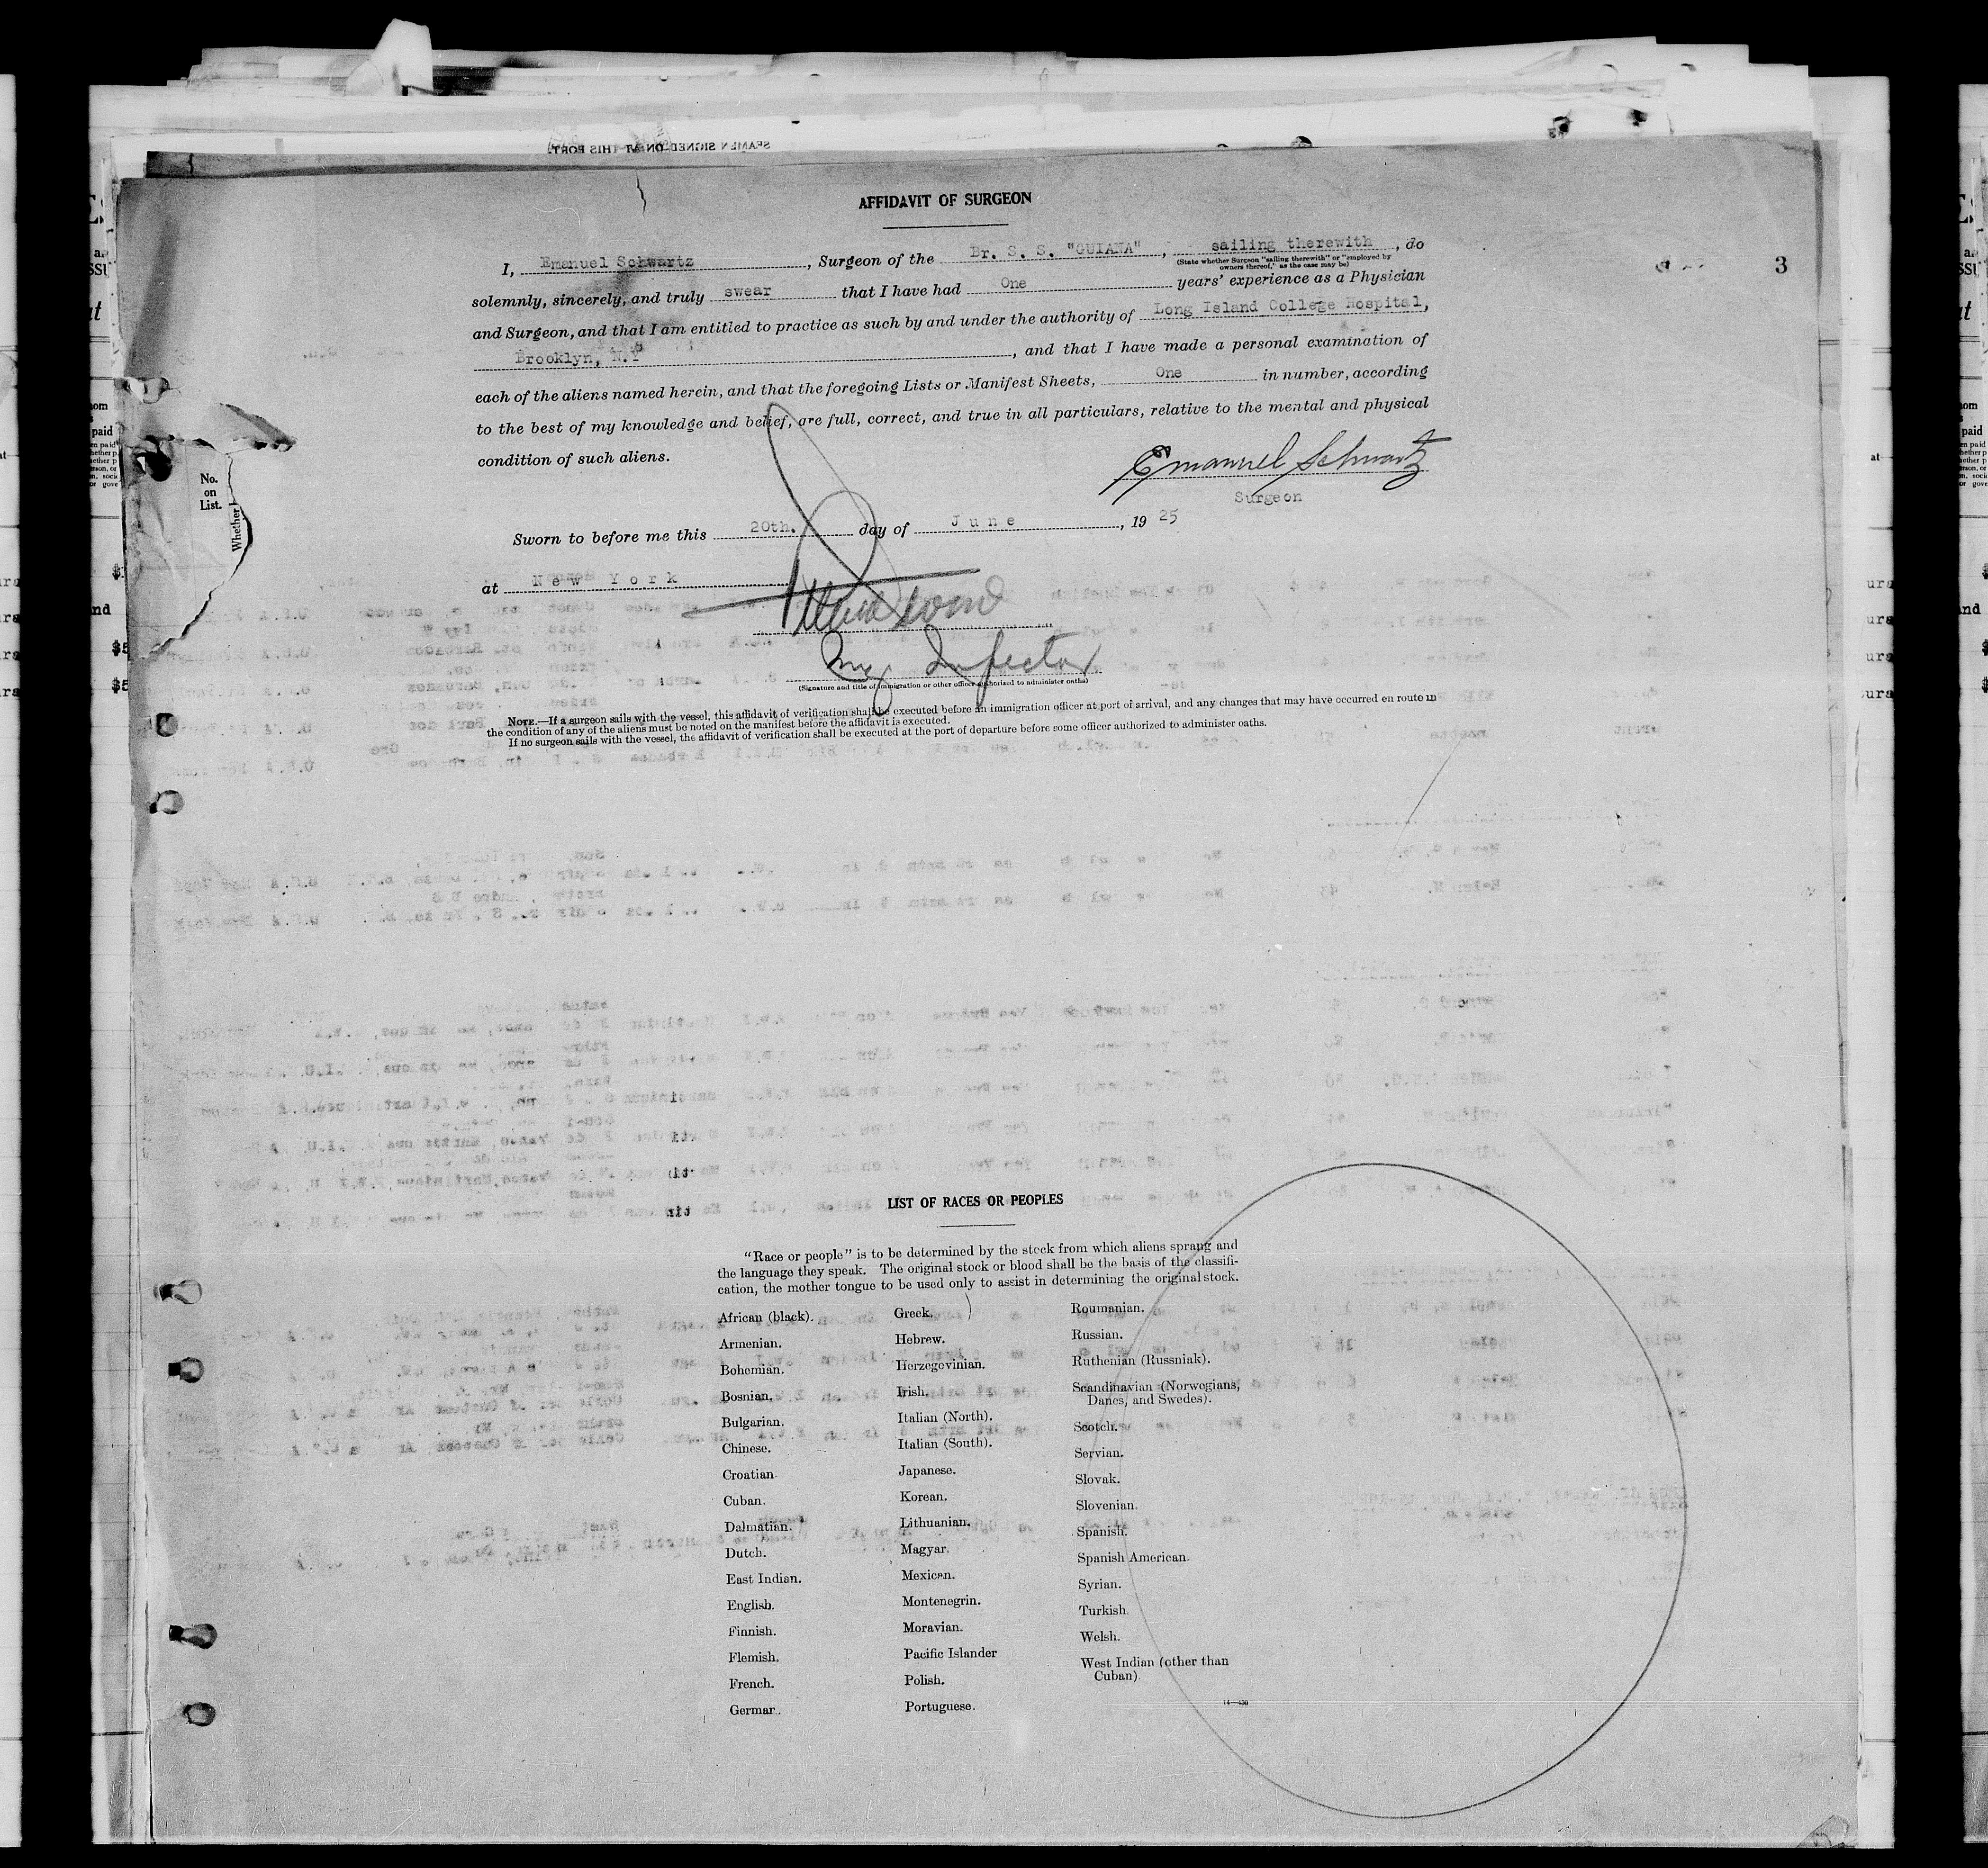 AFFIDAVIT OF SURGEON
3
I, Emanuel Schwartz, Surgeon of the Br. S. S. "GUIANA", sailing therewith, do
(State whether Surgeon "sailing therewith" or "employed by owners thereof," as the case may be)
solemnly, sincerely, and truly swear that I have had One years' experience as a Physician
and Surgeon, and that I am entitled to practice as such by and under the authority of Long Island College Hospital,
Brooklyn, N.Y, and that I have made a personal examination of
each of the aliens named herein, and that the foregoing Lists or Manifest Sheets, One in number, according
to the best of my knowledge and belief, are full, correct, and true in all particulars, relative to the mental and physical
condition of such aliens.
Emanuel Schwartz
Surgeon
No.
on
List.
Whether
Sworn to before me this 20th. day of June, 19 25
at New York
Inspector
(Signature and title of immigration or other officer authorized to administer oaths)
NOTE.—If a surgeon sails with the vessel, this affidavit of verification shall be executed before an immigration officer at port of arrival, and any changes that may have occurred en route in
the condition of any of the aliens must be noted on the manifest before the affidavit is executed.
If no surgeon sails with the vessel, the affidavit of verification shall be executed at the port of departure before some officer authorized to administer oaths.
LIST OF RACES OR PEOPLES
"Race or people" is to be determined by the stock from which aliens sprang and
the language they speak. The original stock or blood shall be the basis of the classifi-
cation, the mother tongue to be used only to assist in determining the original stock.
African (black).
Armenian.
Bohemian.
Bosnian.
Bulgarian.
Chinese.
Croatian
Cuban.
Dalmatian.
Dutch.
East Indian.
English.
Finnish.
Flemish.
French.
German.
Greek.
Hebrew.
Herzegovinian.
Irish.
Italian (North).
Italian (South).
Japanese.
Korean.
Lithuanian.
Magyar.
Mexican.
Montenegrin.
Moravian.
Pacific Islander
Polish.
Portuguese.
Roumanian.
Russian.
Ruthenian (Russniak).
Scandinavian (Norwegians,
Danes, and Swedes).
Scotch.
Servian.
Slovak.
Slovenian.
Spanish.
Spanish American.
Syrian.
Turkish
Welsh.
West Indian (other than
Cuban)